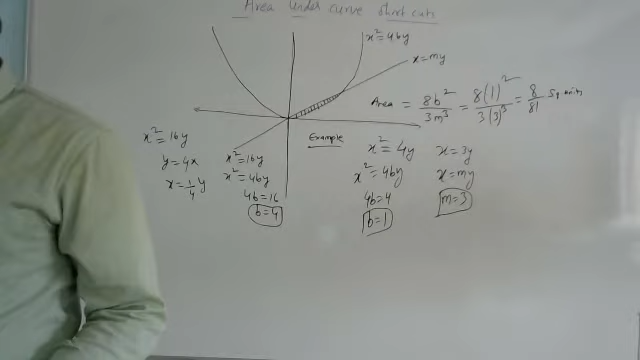 Area Under curve Short cuts
x² = 4by
x = my
Area = 8b²/3m³ = 8(1)²/3(3)³ = 8/81 Sq units
Example
x² = 16y
y = 4x
x = 1/4 y
x² = 16y
x² = 4by
4b = 16
b = 4
x² = 4y
x² = 4by
4b = 4
b = 1
x = 3y
x = my
m = 3